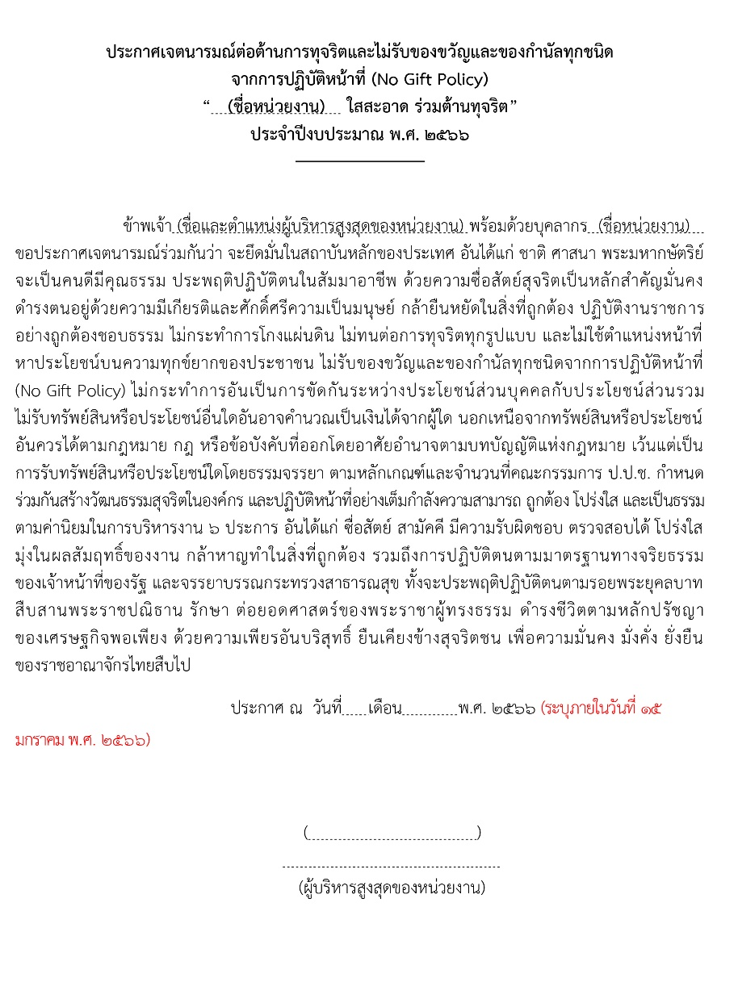 ประกาศเจตนารมณ์ต่อต้านการทุจริตและไม่รับของขวัญและของกำนัลทุกชนิด
จากการปฏิบัติหน้าที่ (No Gift Policy)
“ (ชื่อหน่วยงาน) ใสสะอาด ร่วมต้านทุจริต”
ประจำปีงบประมาณ พ.ศ. ๒๕๖๖
ข้าพเจ้า (ชื่อและตำแหน่งผู้บริหารสูงสุดของหน่วยงาน) พร้อมด้วยบุคลากร (ชื่อหน่วยงาน)
ขอประกาศเจตนารมณ์ร่วมกันว่า จะยึดมั่นในสถาบันหลักของประเทศ อันได้แก่ ชาติ ศาสนา พระมหากษัตริย์
จะเป็นคนดีมีคุณธรรม ประพฤติปฏิบัติตนในสัมมาอาชีพ ด้วยความซื่อสัตย์สุจริตเป็นหลักสำคัญมั่นคง
ดำรงตนอยู่ด้วยความมีเกียรติและศักดิ์ศรีความเป็นมนุษย์ กล้ายืนหยัดในสิ่งที่ถูกต้อง ปฏิบัติงานราชการ
อย่างถูกต้องชอบธรรม ไม่กระทำการโกงแผ่นดิน ไม่ทนต่อการทุจริตทุกรูปแบบ และไม่ใช้ตำแหน่งหน้าที่
หาประโยชน์บนความทุกข์ยากของประชาชน ไม่รับของขวัญและของกำนัลทุกชนิดจากการปฏิบัติหน้าที่
(No Gift Policy) ไม่กระทำการอันเป็นการขัดกันระหว่างประโยชน์ส่วนบุคคลกับประโยชน์ส่วนรวม
ไม่รับทรัพย์สินหรือประโยชน์อื่นใดอันอาจคำนวณเป็นเงินได้จากผู้ใด นอกเหนือจากทรัพย์สินหรือประโยชน์
อันควรได้ตามกฎหมาย กฎ หรือข้อบังคับที่ออกโดยอาศัยอำนาจตามบทบัญญัติแห่งกฎหมาย เว้นแต่เป็น
การรับทรัพย์สินหรือประโยชน์ใดโดยธรรมจรรยา ตามหลักเกณฑ์และจำนวนที่คณะกรรมการ ป.ป.ช. กำหนด
ร่วมกันสร้างวัฒนธรรมสุจริตในองค์กร และปฏิบัติหน้าที่อย่างเต็มกำลังความสามารถ ถูกต้อง โปร่งใส และเป็นธรรม
ตามค่านิยมในการบริหารงาน ๖ ประการ อันได้แก่ ซื่อสัตย์ สามัคคี มีความรับผิดชอบ ตรวจสอบได้ โปร่งใส
มุ่งในผลสัมฤทธิ์ของงาน กล้าหาญทำในสิ่งที่ถูกต้อง รวมถึงการปฏิบัติตนตามมาตรฐานทางจริยธรรม
ของเจ้าหน้าที่ของรัฐ และจรรยาบรรณกระทรวงสาธารณสุข ทั้งจะประพฤติปฏิบัติตนตามรอยพระยุคลบาท
สืบสานพระราชปณิธาน รักษา ต่อยอดศาสตร์ของพระราชาผู้ทรงธรรม ดำรงชีวิตตามหลักปรัชญา
ของเศรษฐกิจพอเพียง ด้วยความเพียรอันบริสุทธิ์ ยืนเคียงข้างสุจริตชน เพื่อความมั่นคง มั่งคั่ง ยั่งยืน
ของราชอาณาจักรไทยสืบไป
ประกาศ ณ วันที่......เดือน.............พ.ศ. ๒๕๖๖ (ระบุภายในวันที่ ๑๕
มกราคม พ.ศ. ๒๕๖๖)
(........................................)
....................................................
(ผู้บริหารสูงสุดของหน่วยงาน)